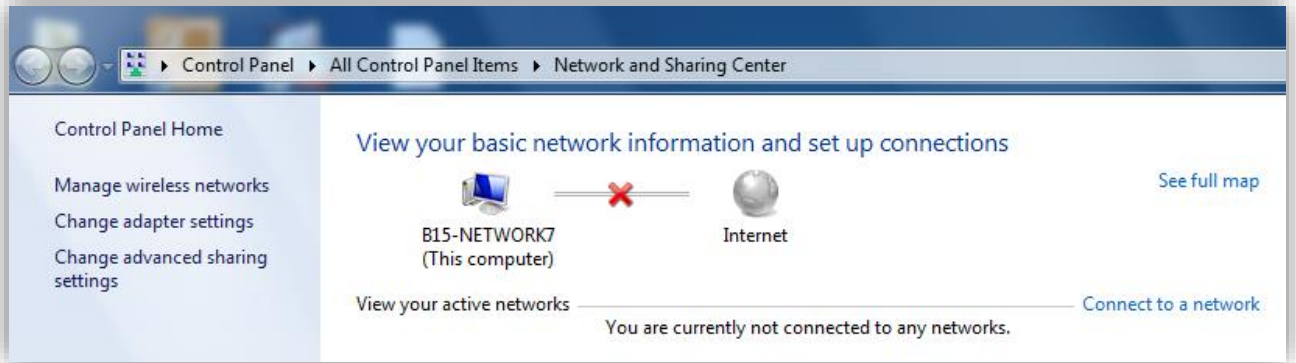 Control Panel ▸ All Control Panel Items ▸ Network and Sharing Center
Control Panel Home
Manage wireless networks
Change adapter settings
Change advanced sharing
settings
View your basic network information and set up connections
See full map
B15-NETWORK7
(This computer)
Internet
View your active networks
Connect to a network
You are currently not connected to any networks.